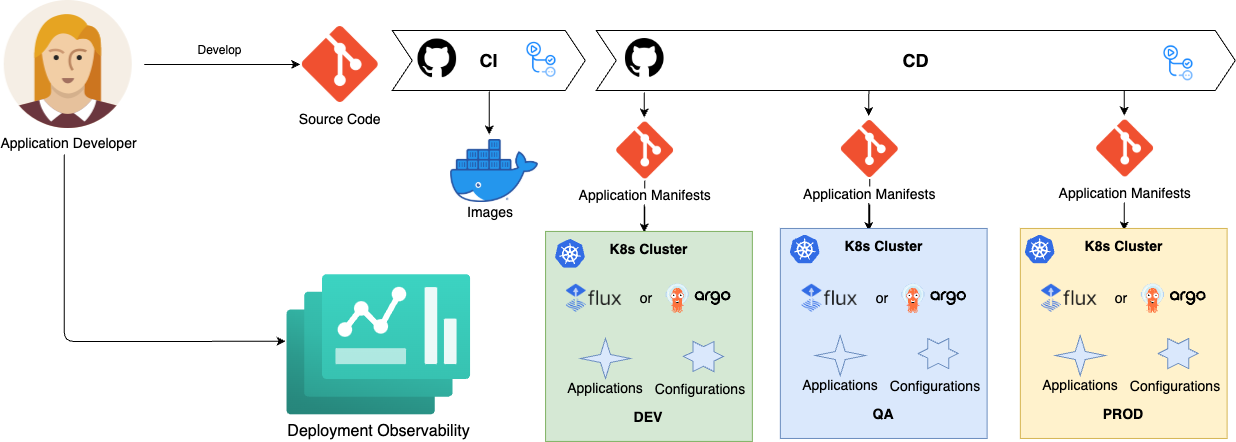 Develop
CI
CD
Source Code
Application Developer
Images
Application Manifests
Application Manifests
Application Manifests
K8s Cluster
flux or argo
Applications Configurations
DEV
K8s Cluster
flux or argo
Applications Configurations
QA
K8s Cluster
flux or argo
Applications Configurations
PROD
Deployment Observability